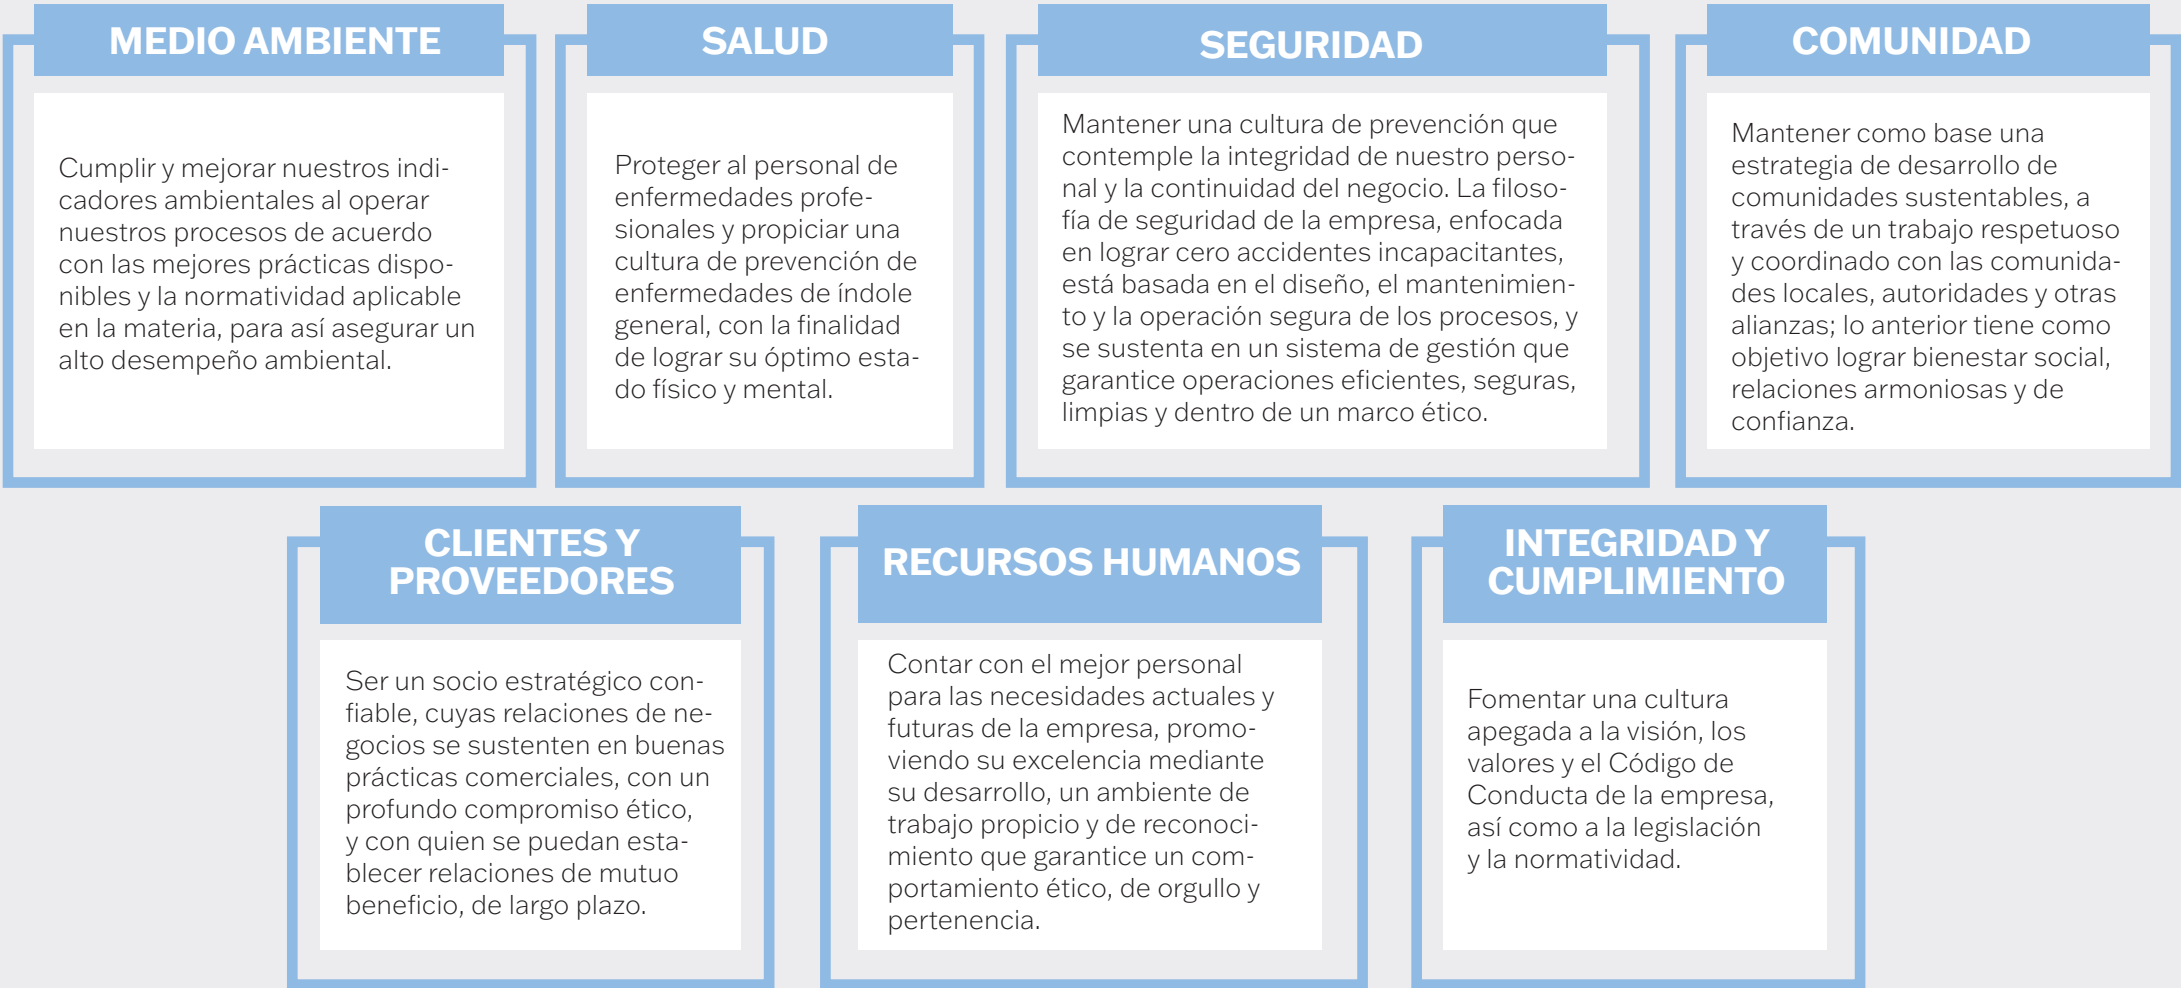 MEDIO AMBIENTE
Cumplir y mejorar nuestros indi-
cadores ambientales al operar
nuestros procesos de acuerdo
con las mejores prácticas dispo-
nibles y la normatividad aplicable
en la materia, para así asegurar un
alto desempeño ambiental.
SALUD
Proteger al personal de
enfermedades profe-
sionales y propiciar una
cultura de prevención de
enfermedades de índole
general, con la finalidad
de lograr su óptimo esta-
do físico y mental.
SEGURIDAD
Mantener una cultura de prevención que
contemple la integridad de nuestro perso-
nal y la continuidad del negocio. La filoso-
fía de seguridad de la empresa, enfocada
en lograr cero accidentes incapacitantes,
está basada en el diseño, el mantenimien-
to y la operación segura de los procesos, y
se sustenta en un sistema de gestión que
garantice operaciones eficientes, seguras,
limpias y dentro de un marco ético.
COMUNIDAD
Mantener como base una
estrategia de desarrollo de
comunidades sustentables, a
través de un trabajo respetuoso
y coordinado con las comunida-
des locales, autoridades y otras
alianzas; lo anterior tiene como
objetivo lograr bienestar social,
relaciones armoniosas y de
confianza.
CLIENTES Y
PROVEEDORES
Ser un socio estratégico con-
fiable, cuyas relaciones de ne-
gocios se sustenten en buenas
prácticas comerciales, con un
profundo compromiso ético,
y con quien se puedan esta-
blecer relaciones de mutuo
beneficio, de largo plazo.
RECURSOS HUMANOS
Contar con el mejor personal
para las necesidades actuales y
futuras de la empresa, promo-
viendo su excelencia mediante
su desarrollo, un ambiente de
trabajo propicio y de reconoci-
miento que garantice un com-
portamiento ético, de orgullo y
pertenencia.
INTEGRIDAD Y
CUMPLIMIENTO
Fomentar una cultura
apegada a la visión, los
valores y el Código de
Conducta de la empresa,
así como a la legislación
y la normatividad.